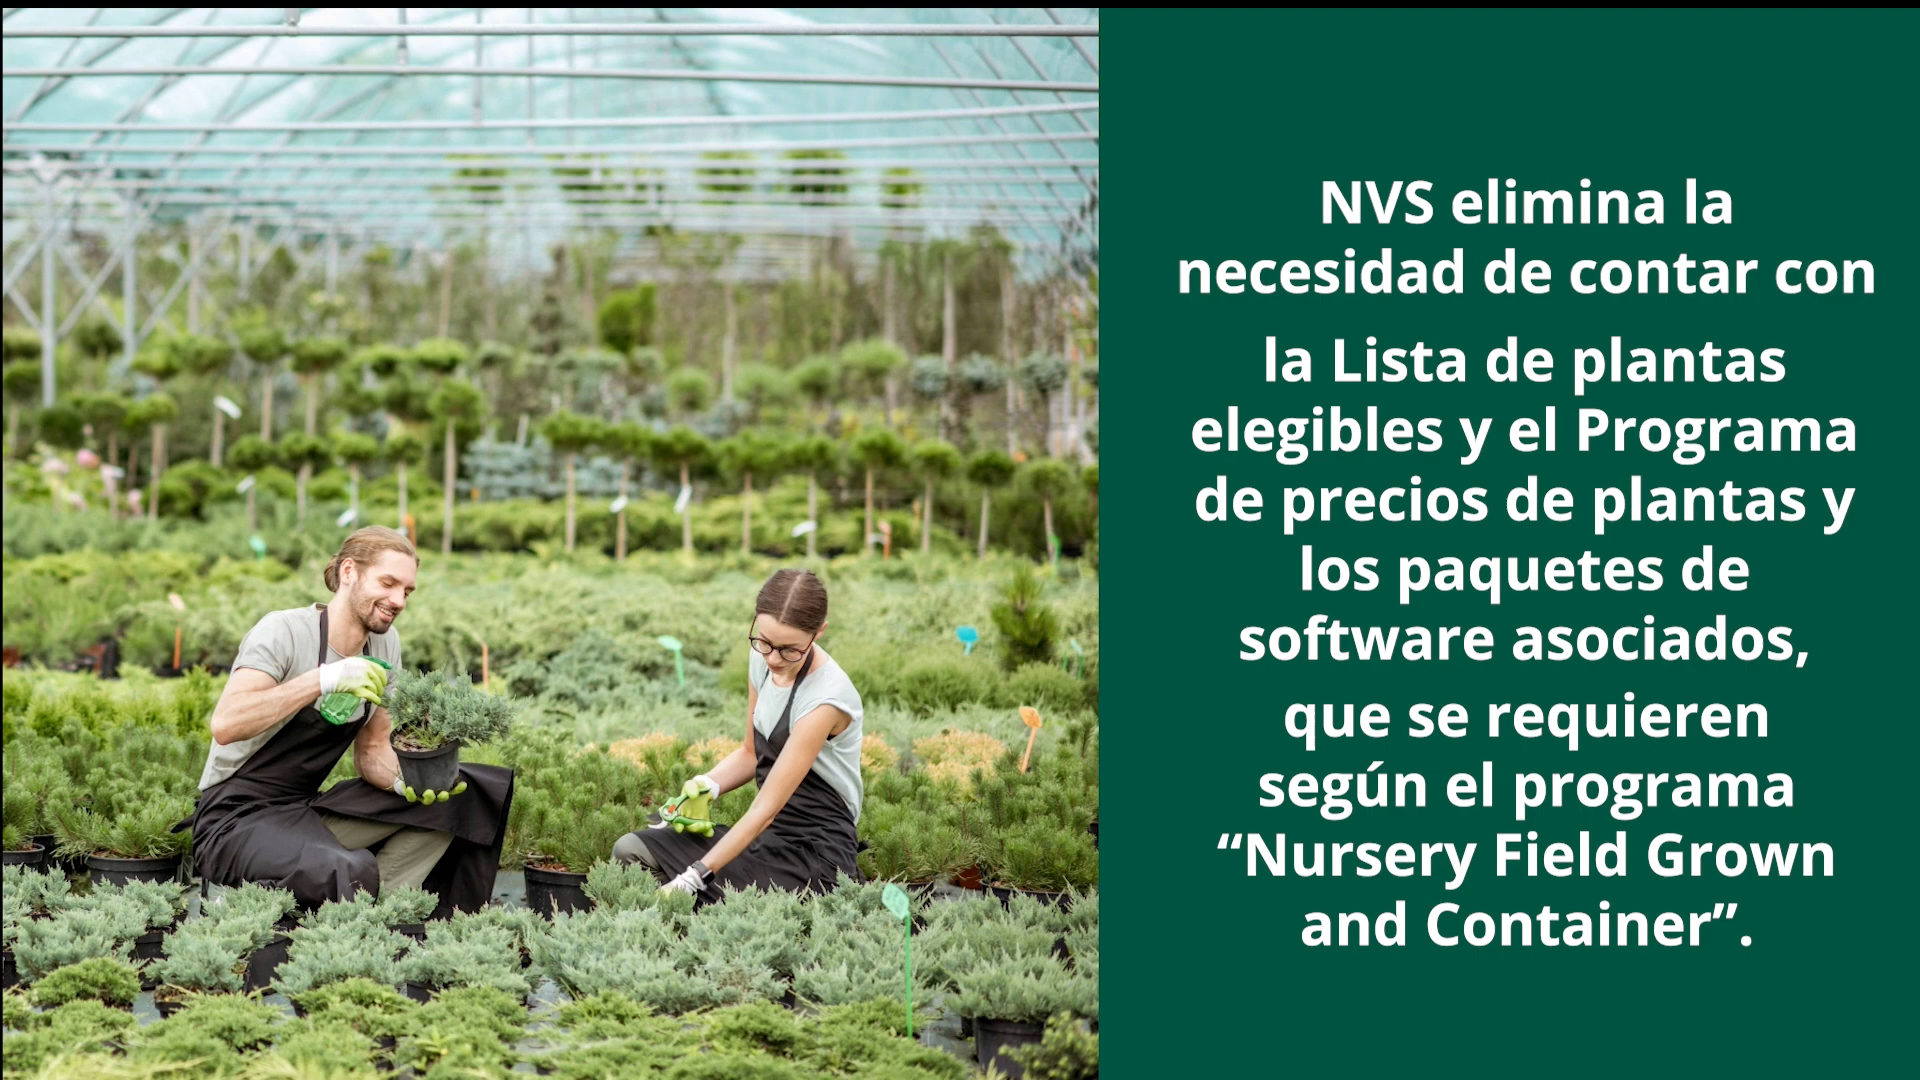 NVS elimina la
necesidad de contar con
la Lista de plantas
elegibles y el Programa
de precios de plantas y
los paquetes de
software asociados,
que se requieren
según el programa
“Nursery Field Grown
and Container”.